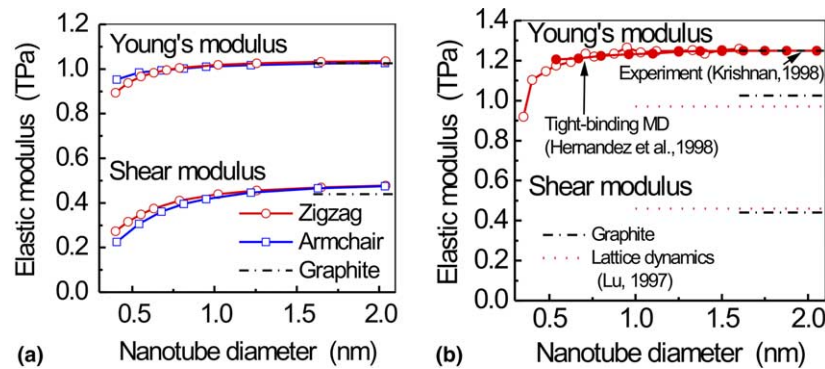 Elastic modulus (TPa)
1.2
1.0
0.8
0.6
0.4
0.2
0.0
Young's modulus
Shear modulus
Zigzag
Armchair
Graphite
0.5
1.0
1.5
2.0
Nanotube diameter (nm)
(a)
Elastic modulus (TPa)
1.4
1.2
1.0
0.8
0.6
0.4
0.2
0.0
Young's modulus
Experiment (Krishnan,1998)
Tight-binding MD
(Hernandez et al.,1998)
Shear modulus
Graphite
Lattice dynamics
(Lu, 1997)
0.5
1.0
1.5
2.0
Nanotube diameter (nm)
(b)